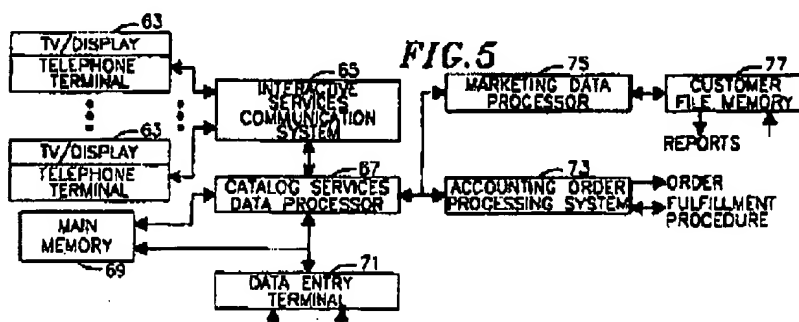 63
TV/DISPLAY
TELEPHONE
TERMINAL
63
TV/DISPLAY
TELEPHONE
TERMINAL
MAIN
MEMORY
69
65
INTERACTIVE
SERVICES
COMMUNICATION
SYSTEM
67
CATALOG SERVICES
DATA PROCESSOR
71
DATA ENTRY
TERMINAL
FIG.5
75
MARKETING DATA
PROCESSOR
77
CUSTOMER
FILE MEMORY
REPORTS
73
ACCOUNTING ORDER
PROCESSING SYSTEM
ORDER
FULFILLMENT
PROCEDURE